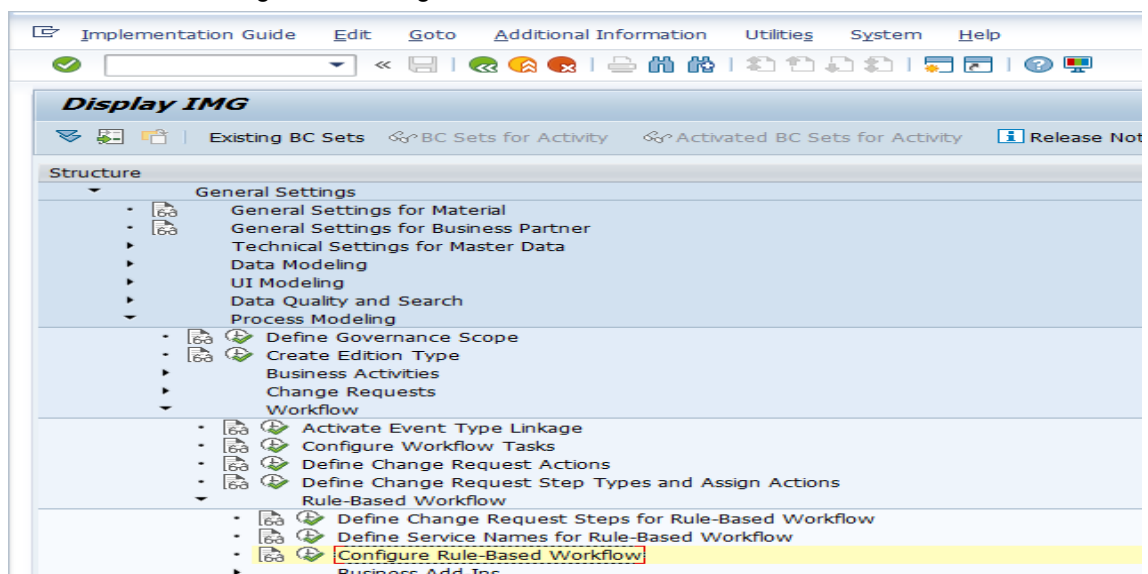 Implementation Guide Edit Goto Additional Information Utilities System Help
Display IMG
Existing BC Sets BC Sets for Activity Activated BC Sets for Activity Release Not
Structure
General Settings
General Settings for Material
General Settings for Business Partner
Technical Settings for Master Data
Data Modeling
UI Modeling
Data Quality and Search
Process Modeling
Define Governance Scope
Create Edition Type
Business Activities
Change Requests
Workflow
Activate Event Type Linkage
Configure Workflow Tasks
Define Change Request Actions
Define Change Request Step Types and Assign Actions
Rule-Based Workflow
Define Change Request Steps for Rule-Based Workflow
Define Service Names for Rule-Based Workflow
Configure Rule-Based Workflow
Business Add-Ins